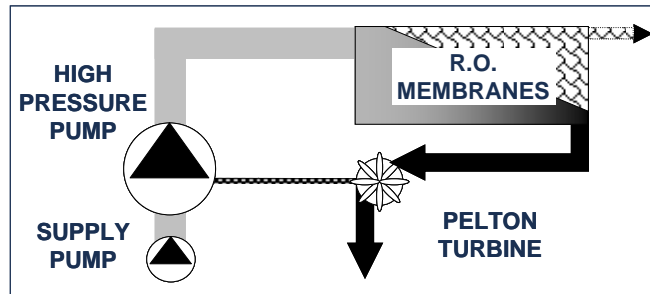 HIGH
PRESSURE
PUMP
R.O.
MEMBRANES
SUPPLY
PUMP
PELTON
TURBINE